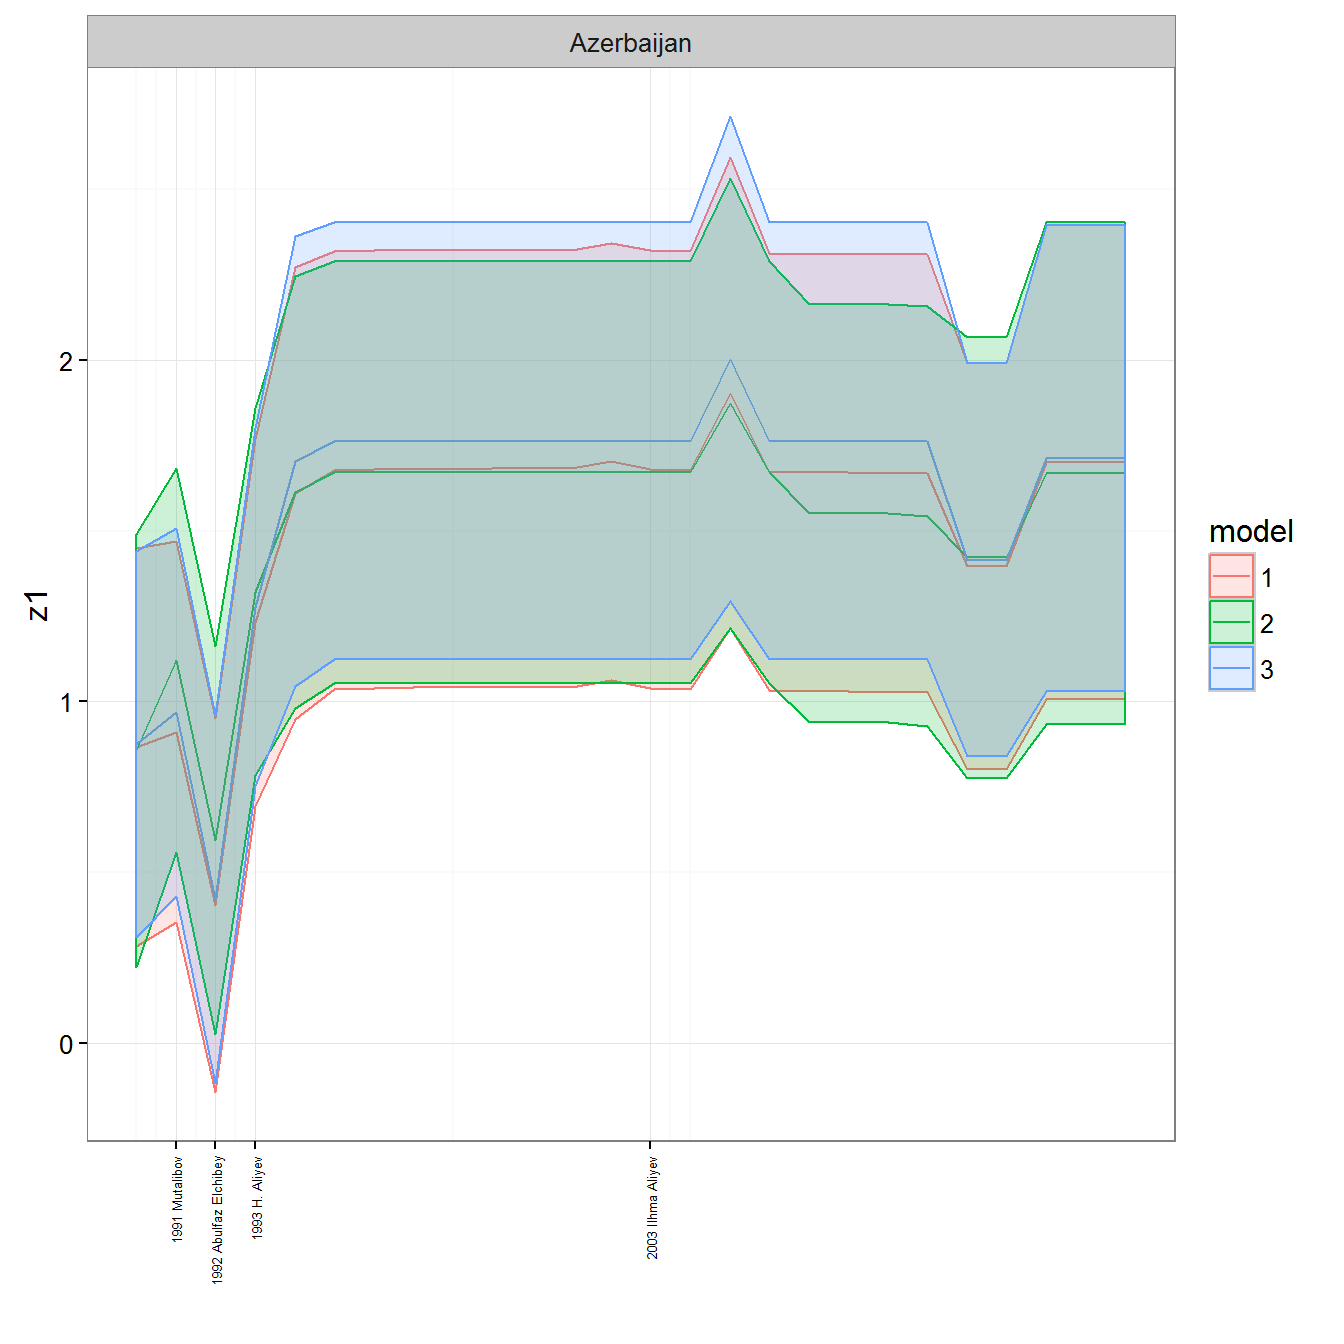 Azerbaijan
z1
2
1
0
1991 Mutalibov
1992 Abulfaz Elchibey
1993 H. Aliyev
2003 Ilhma Aliyev
model
1
2
3